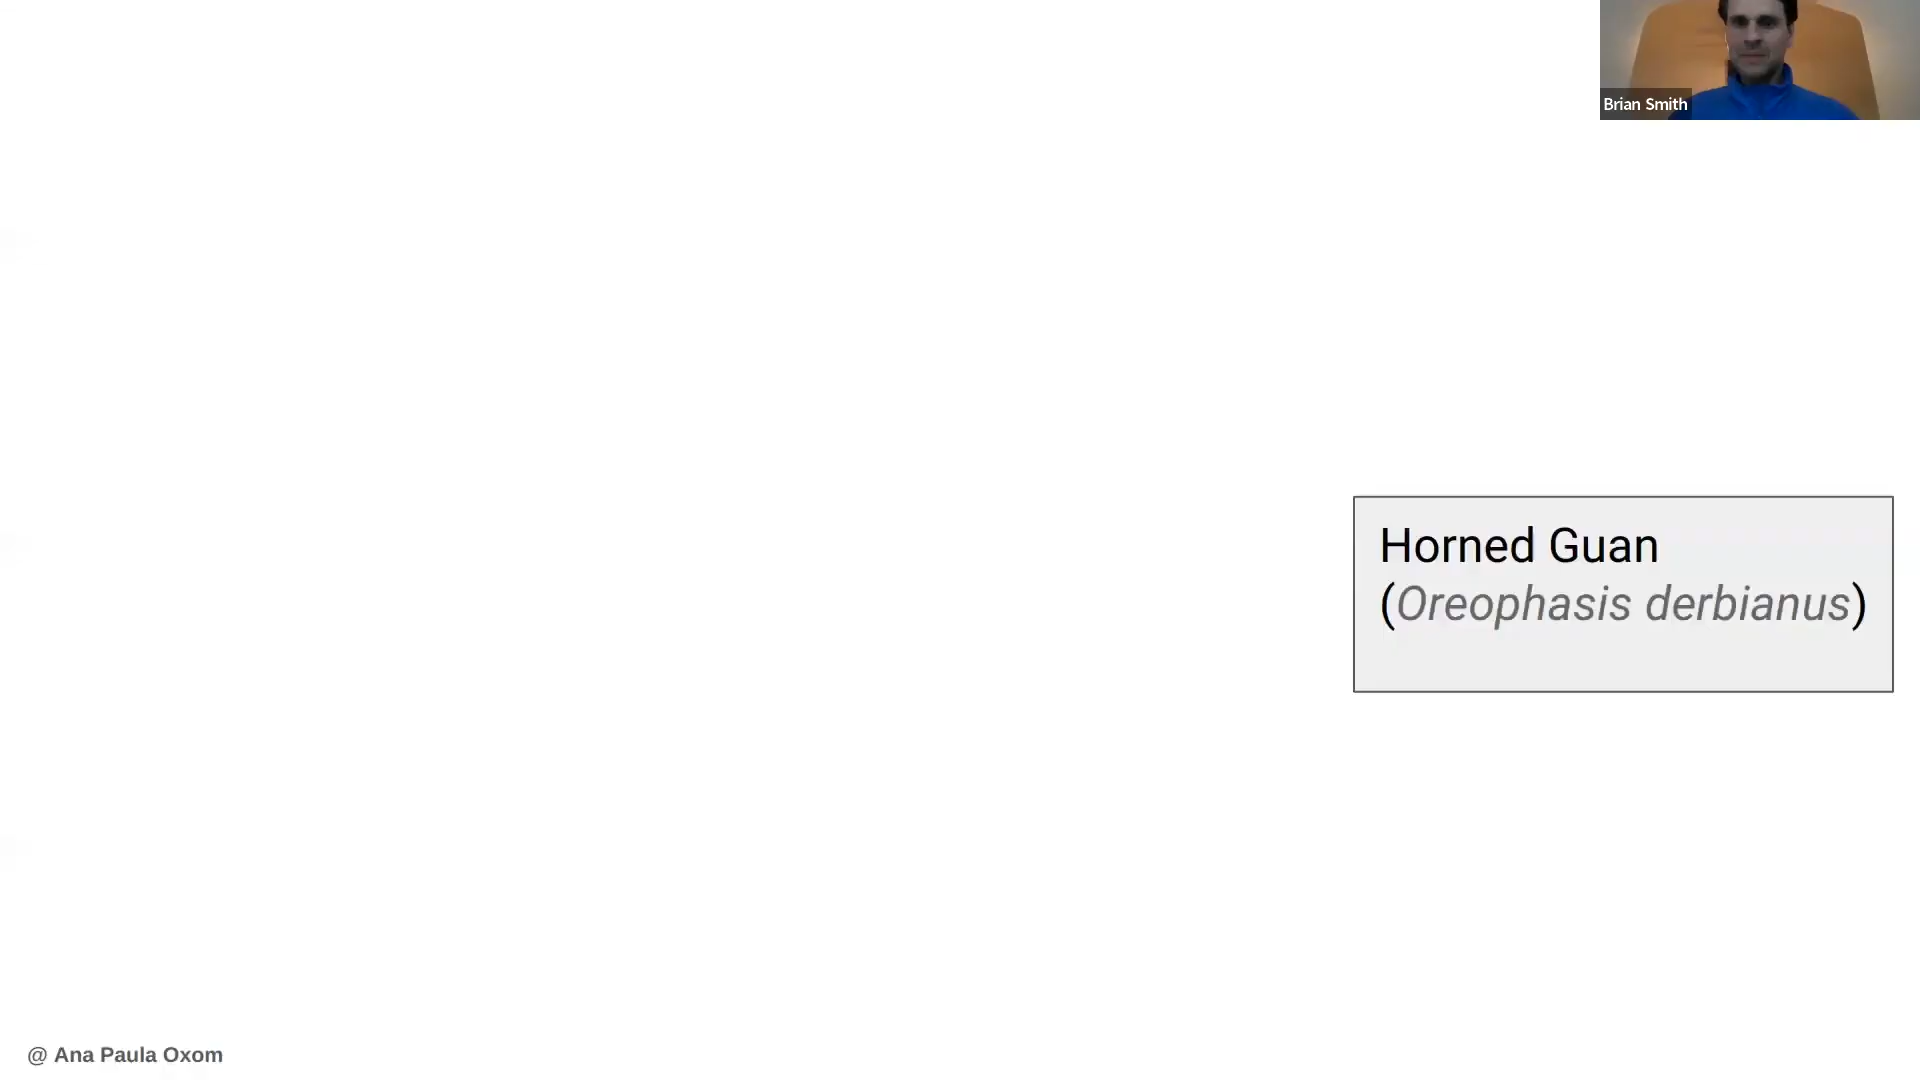 Brian Smith
Horned Guan
(Oreophasis derbianus)
@ Ana Paula Oxom